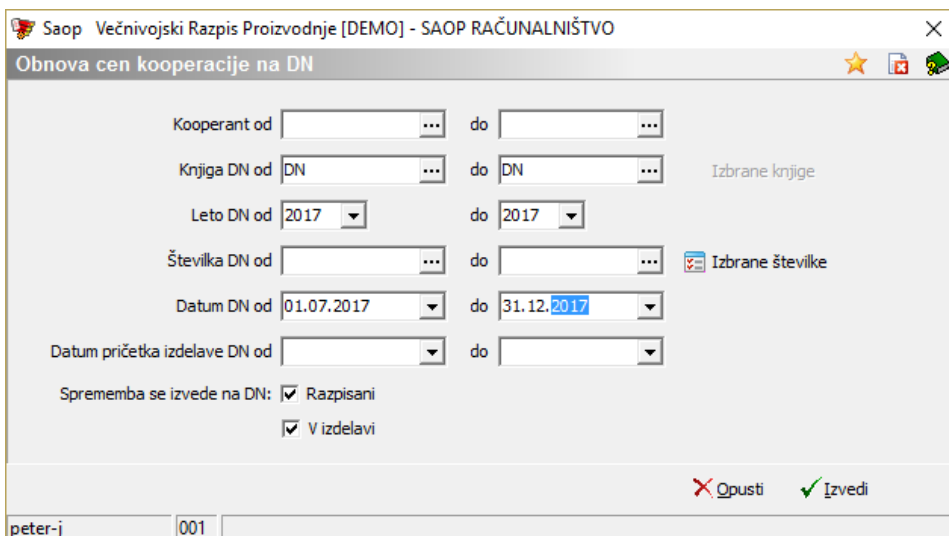 Saop Večnivojski Razpis Proizvodnje [DEMO] - SAOP RAČUNALNIŠTVO
Obnova cen kooperacije na DN
Kooperant od ... do ...
Knjiga DN od DN ... do DN ... Izbrane knjige
Leto DN od 2017 do 2017
Številka DN od ... do ... Izbrane številke
Datum DN od 01.07.2017 do 31.12.2017
Datum pričetka izdelave DN od do
Sprememba se izvede na DN: Razpisani
V izdelavi
Opusti Izvedi
peter-j 001